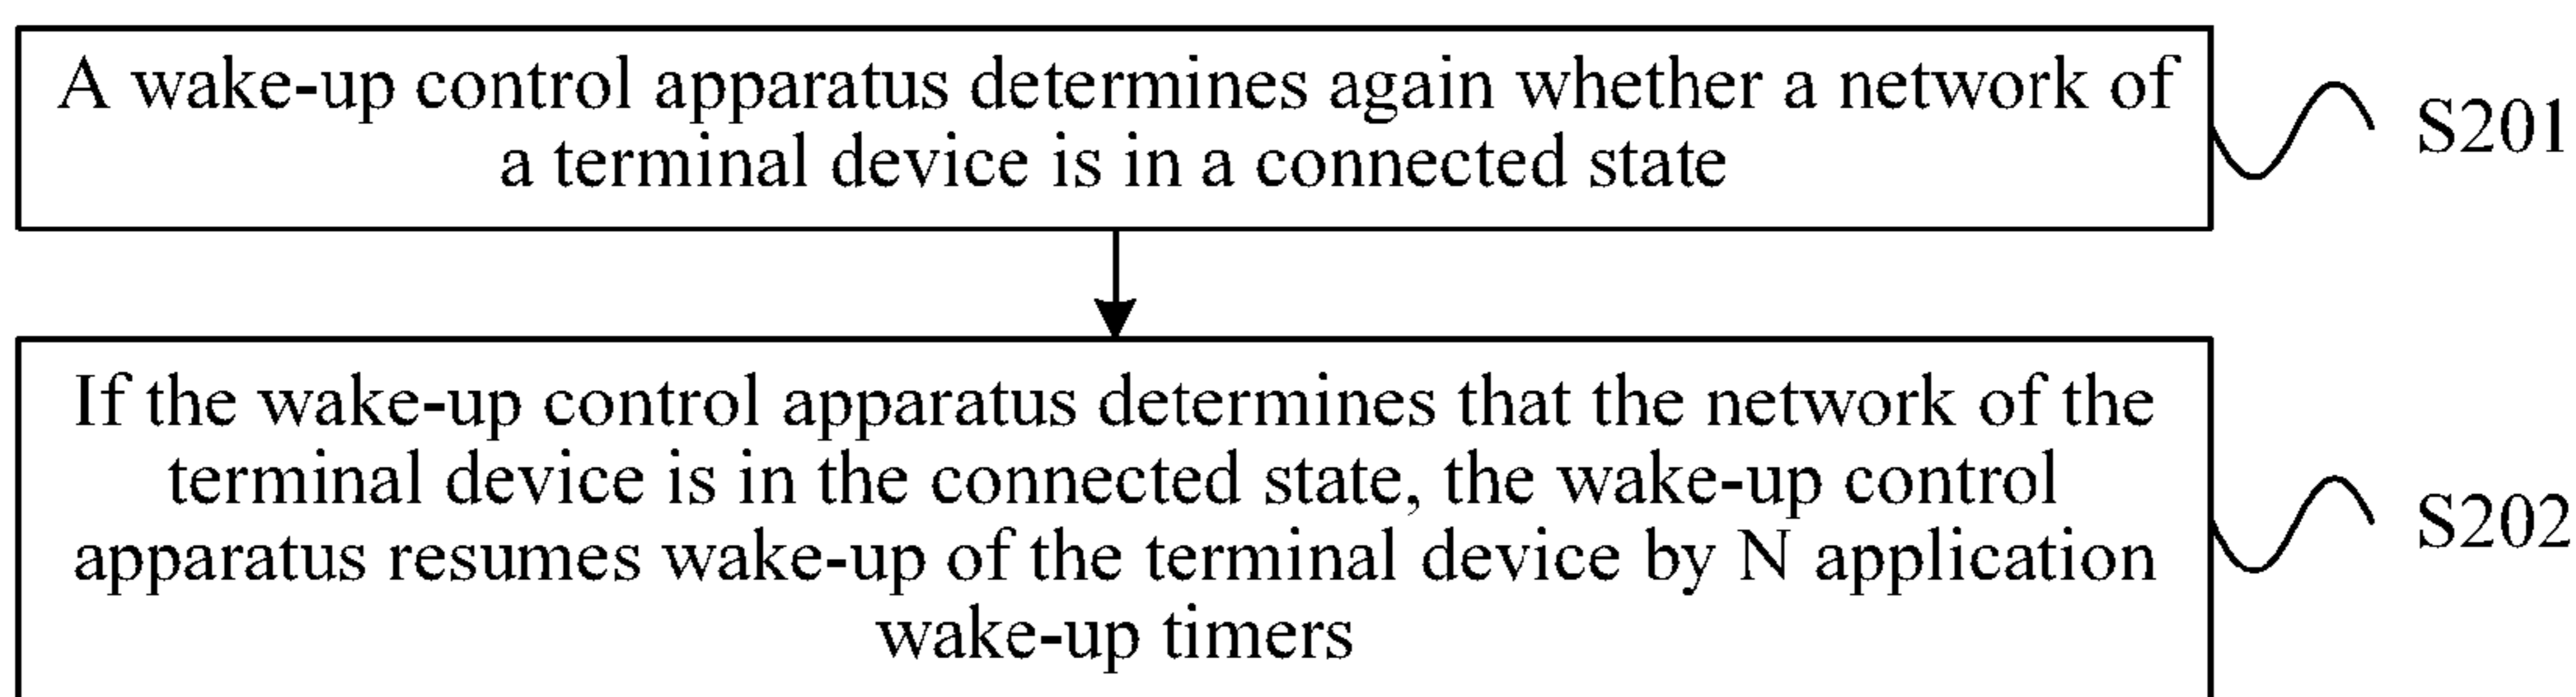 A wake-up control apparatus determines again whether a network of
a terminal device is in a connected state
S201
If the wake-up control apparatus determines that the network of the
terminal device is in the connected state, the wake-up control
apparatus resumes wake-up of the terminal device by N application
wake-up timers
S202